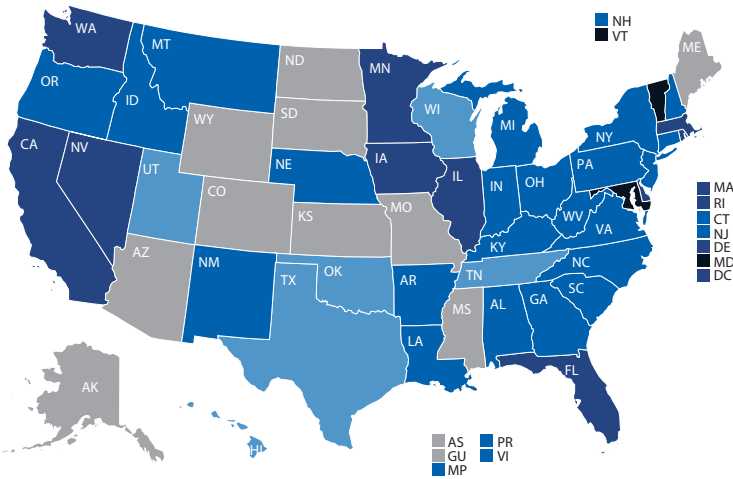 NH
VT
WA
MT
ME
ND
OR
MN
ID
WI
SD
WY
MI
NY
CA
NV
IA
PA
NE
UT
IL
OH
IN
CO
MA
RI
MO
WV
CT
KS
VA
NJ
KY
DE
AZ
NM
NC
MD
OK
TN
DC
TX
AR
SC
GA
AL
MS
LA
FL
AK
AS
PR
HI
GU
VI
MP